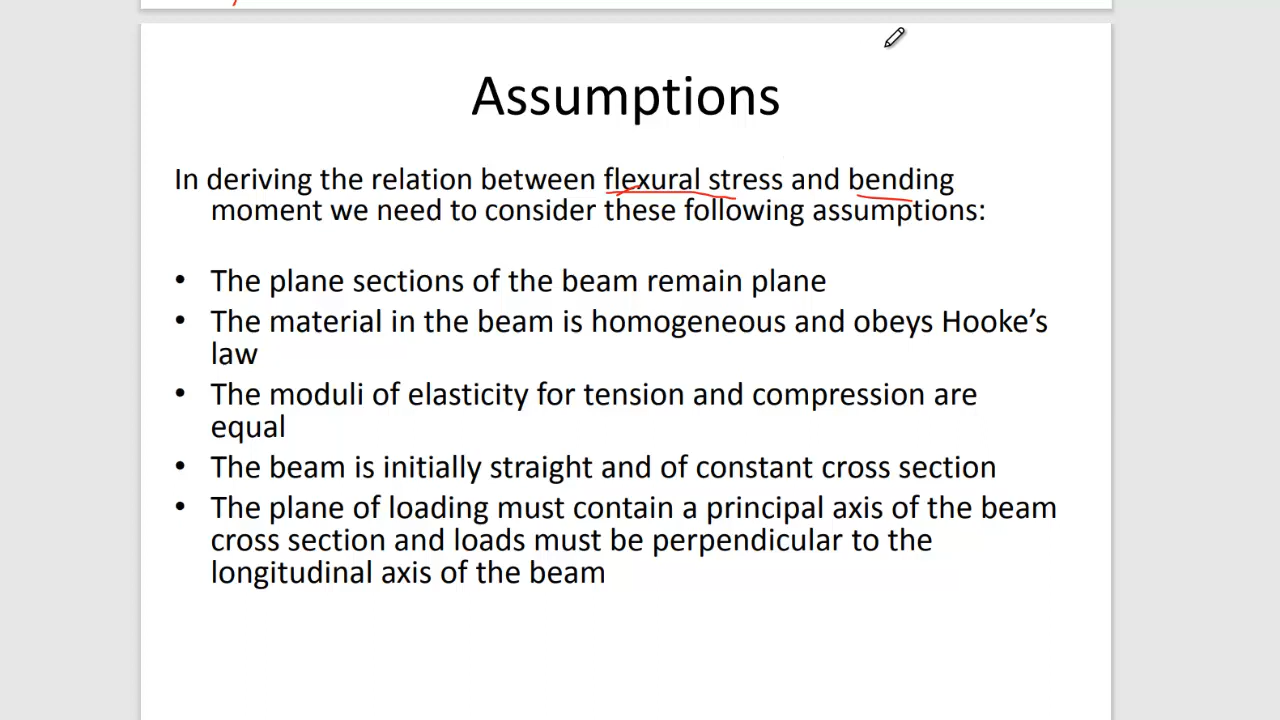 Assumptions
In deriving the relation between flexural stress and bending
moment we need to consider these following assumptions:
• The plane sections of the beam remain plane
• The material in the beam is homogeneous and obeys Hooke’s
law
• The moduli of elasticity for tension and compression are
equal
• The beam is initially straight and of constant cross section
• The plane of loading must contain a principal axis of the beam
cross section and loads must be perpendicular to the
longitudinal axis of the beam